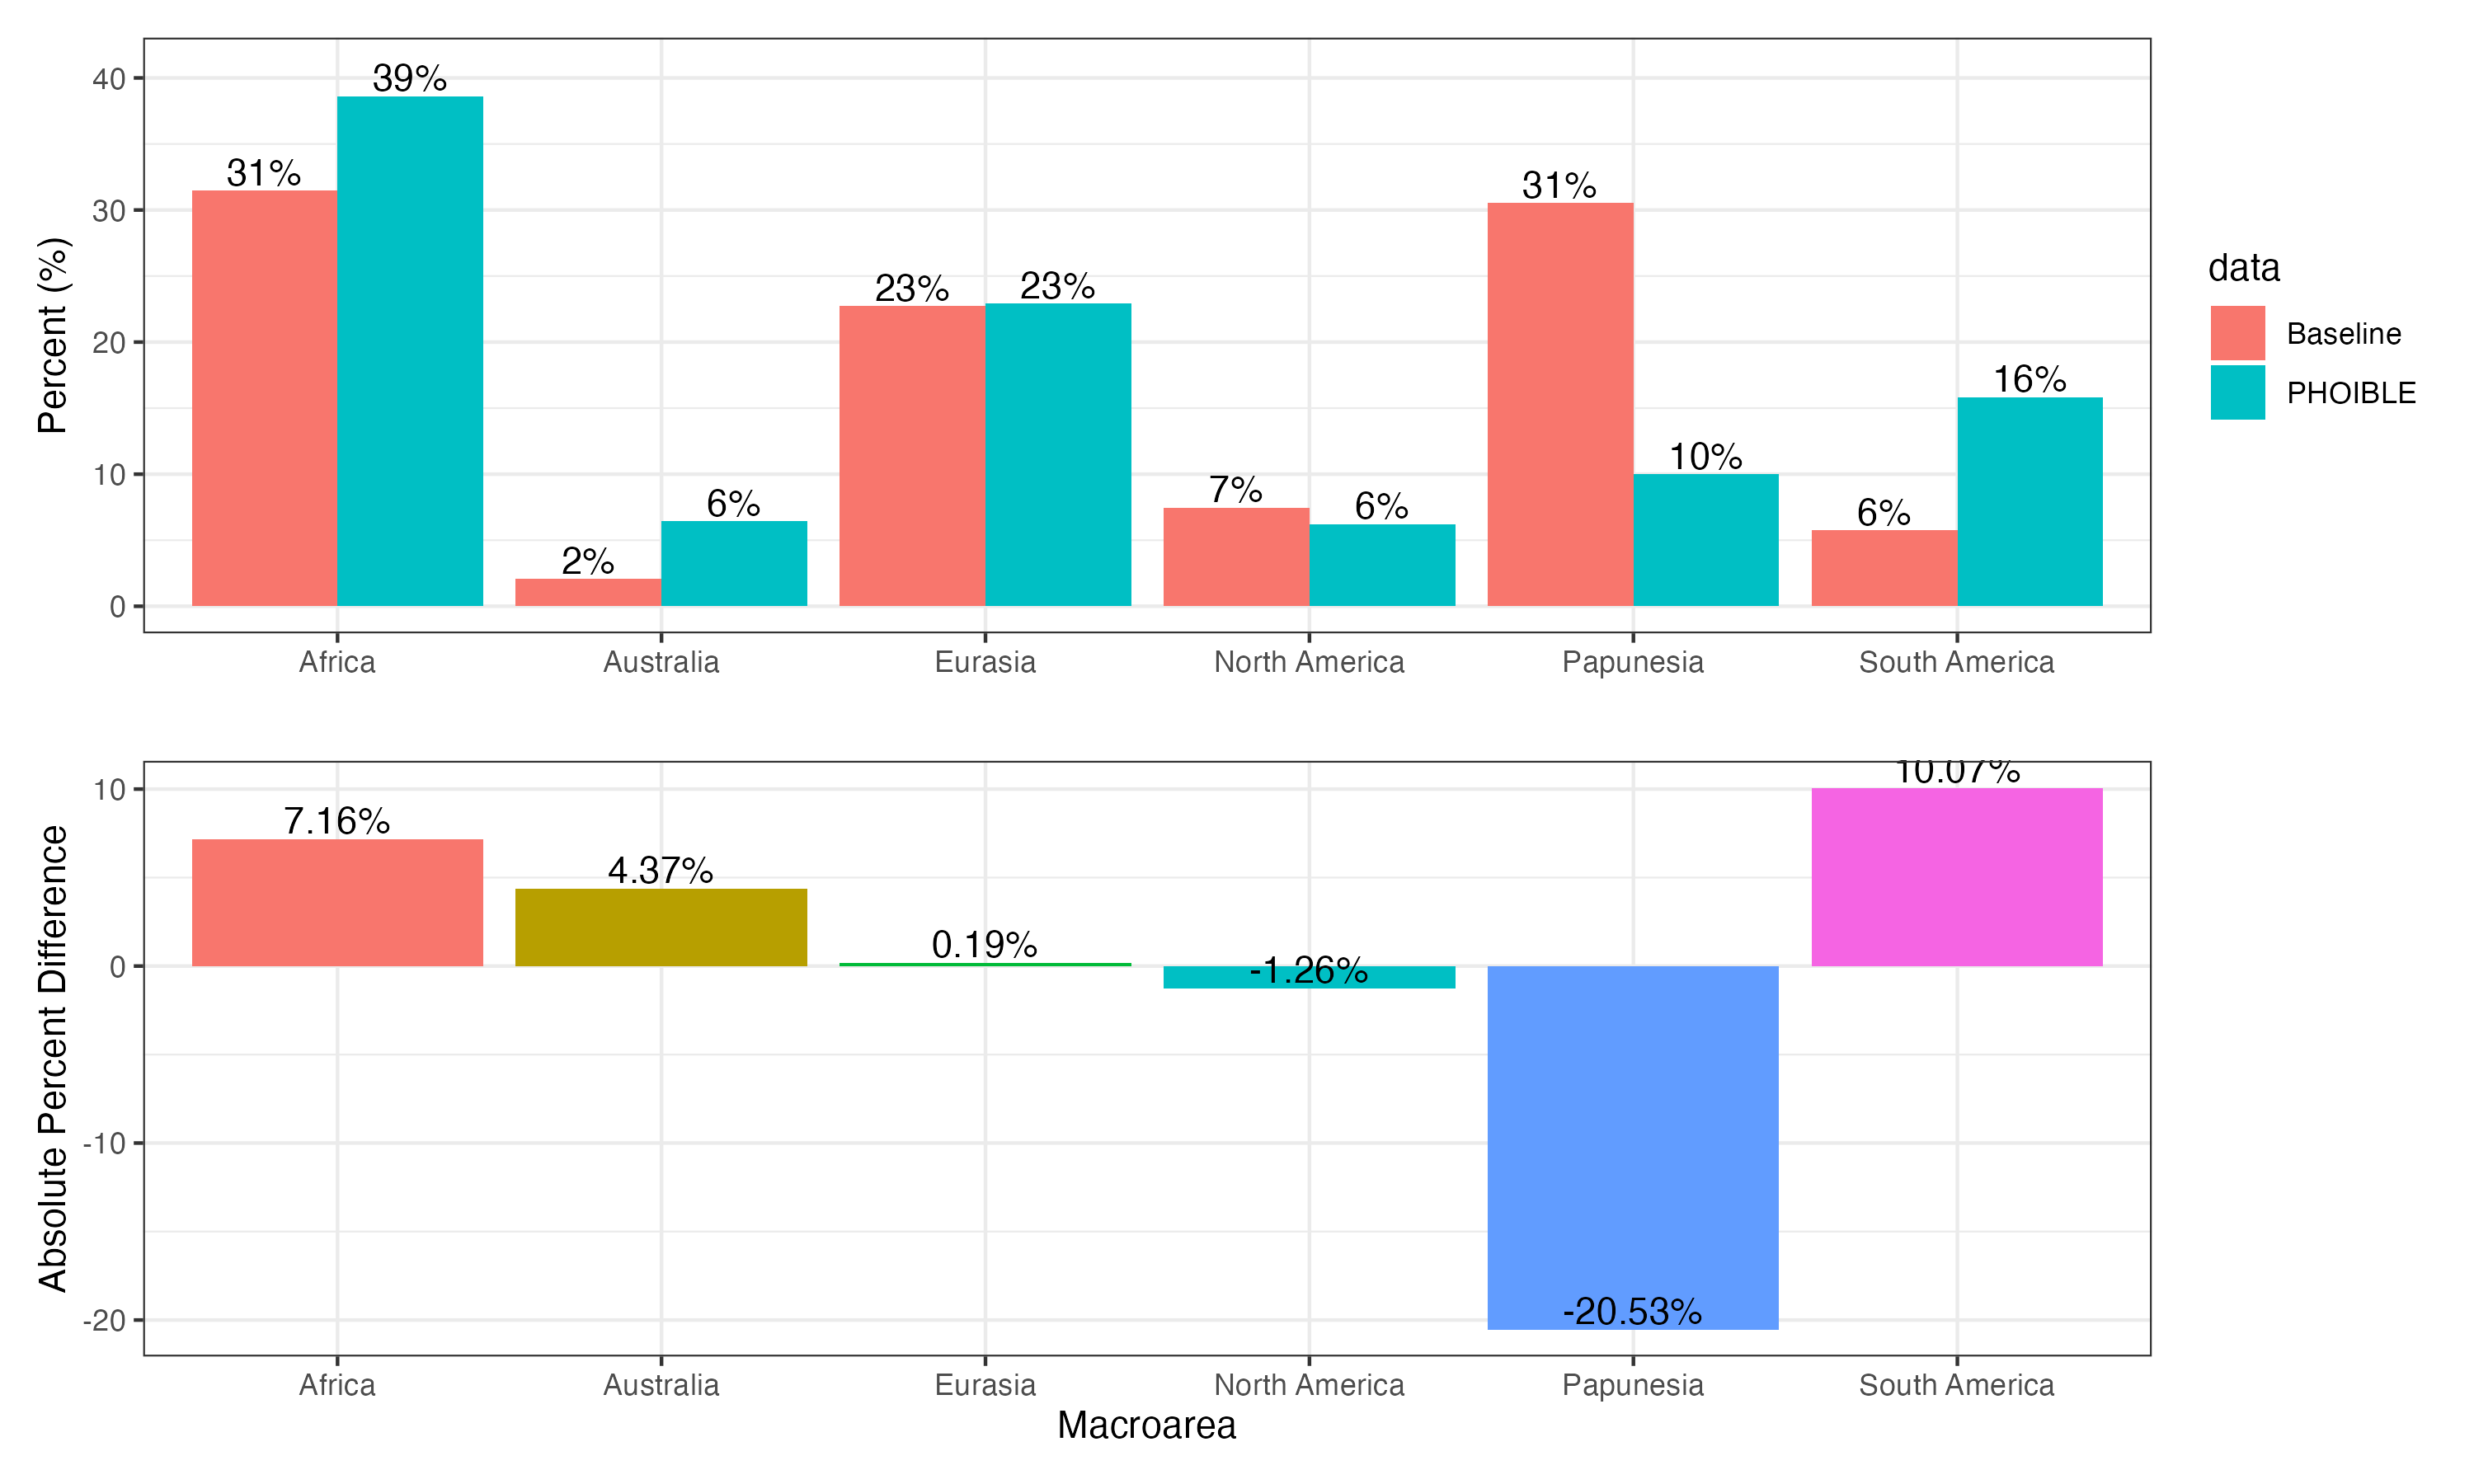 Percent (%)
40
30
20
10
0
31%
39%
2%
6%
23%
23%
7%
6%
31%
10%
6%
16%
Africa
Australia
Eurasia
North America
Papunesia
South America
data
Baseline
PHOIBLE
Absolute Percent Difference
10
0
-10
-20
7.16%
4.37%
0.19%
-1.26%
-20.53%
10.07%
Africa
Australia
Eurasia
North America
Papunesia
South America
Macroarea